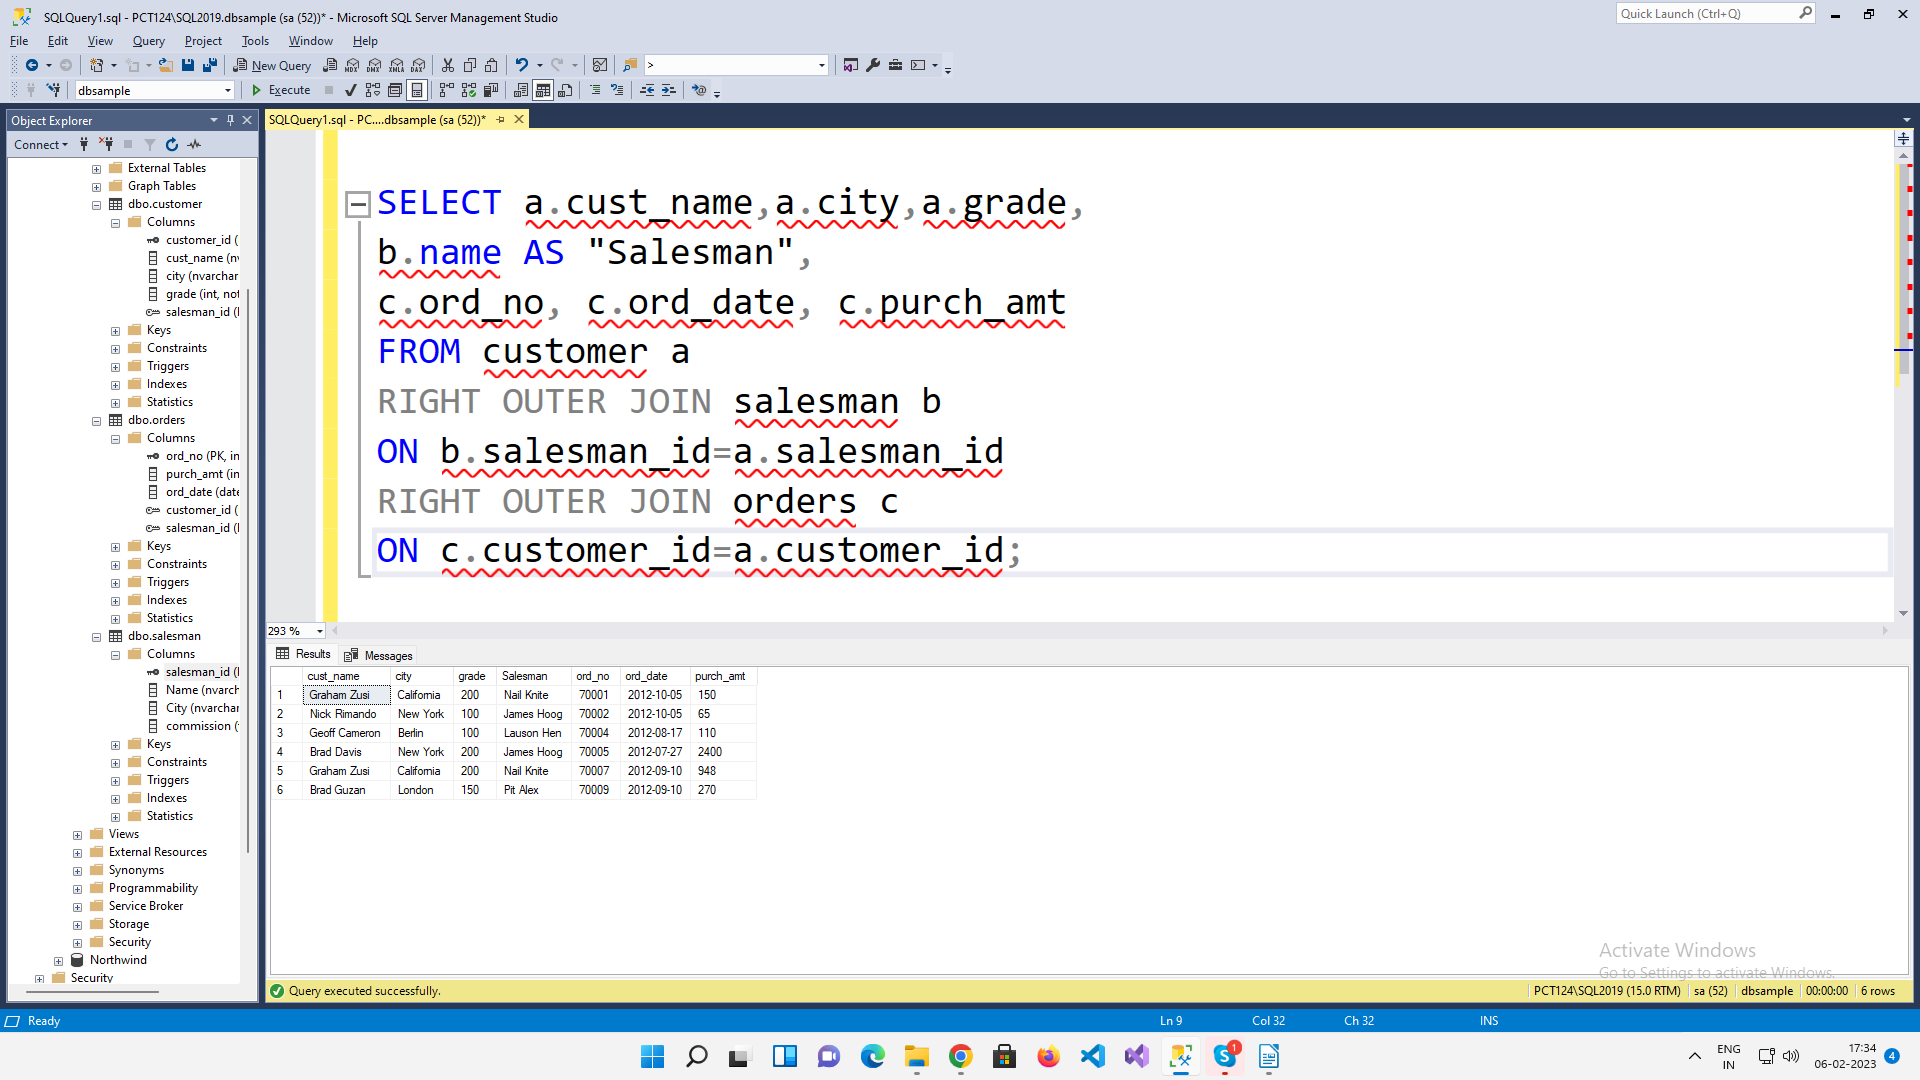 SQLQuery1.sql - PCT124\SQL2019.dbsample (sa (52))* - Microsoft SQL Server Management Studio
Quick Launch (Ctrl+Q)
File Edit View Query Project Tools Window Help
New Query MDX DMX XMLA DAX >
dbsample Execute
Object Explorer
SQLQuery1.sql - PC....dbsample (sa (52))*
Connect
External Tables
Graph Tables
dbo.customer
Columns
customer_id (
cust_name (nv
city (nvarchar
grade (int, not
salesman_id (
Keys
Constraints
Triggers
Indexes
Statistics
dbo.orders
Columns
ord_no (PK, in
purch_amt (in
ord_date (date
customer_id (
salesman_id (
Keys
Constraints
Triggers
Indexes
Statistics
dbo.salesman
Columns
salesman_id (
Name (nvarch
City (nvarchar
commission (
Keys
Constraints
Triggers
Indexes
Statistics
Views
External Resources
Synonyms
Programmability
Service Broker
Storage
Security
Northwind
Security
SELECT a.cust_name,a.city,a.grade,
b.name AS "Salesman",
c.ord_no, c.ord_date, c.purch_amt
FROM customer a
RIGHT OUTER JOIN salesman b
ON b.salesman_id=a.salesman_id
RIGHT OUTER JOIN orders c
ON c.customer_id=a.customer_id;
293 %
Results Messages
cust_name city grade Salesman ord_no ord_date purch_amt
1 Graham Zusi California 200 Nail Knite 70001 2012-10-05 150
2 Nick Rimando New York 100 James Hoog 70002 2012-10-05 65
3 Geoff Cameron Berlin 100 Lauson Hen 70004 2012-08-17 110
4 Brad Davis New York 200 James Hoog 70005 2012-07-27 2400
5 Graham Zusi California 200 Nail Knite 70007 2012-09-10 948
6 Brad Guzan London 150 Pit Alex 70009 2012-09-10 270
Activate Windows
Go to Settings to activate Windows.
Query executed successfully. PCT124\SQL2019 (15.0 RTM) sa (52) dbsample 00:00:00 6 rows
Ready Ln 9 Col 32 Ch 32 INS
1
ENG
IN
17:34
06-02-2023
4